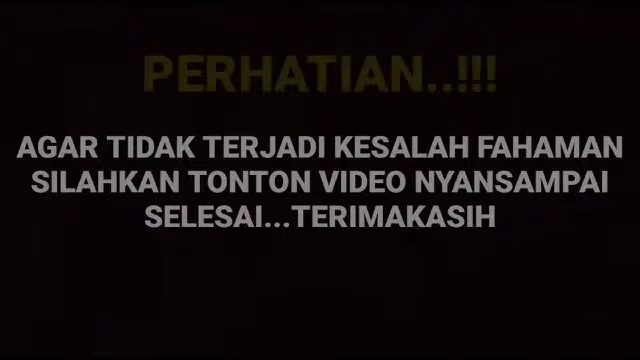 PERHATIAN..!!!
AGAR TIDAK TERJADI KESALAH FAHAMAN
SILAHKAN TONTON VIDEO NYANSAMPAI
SELESAI...TERIMAKASIH